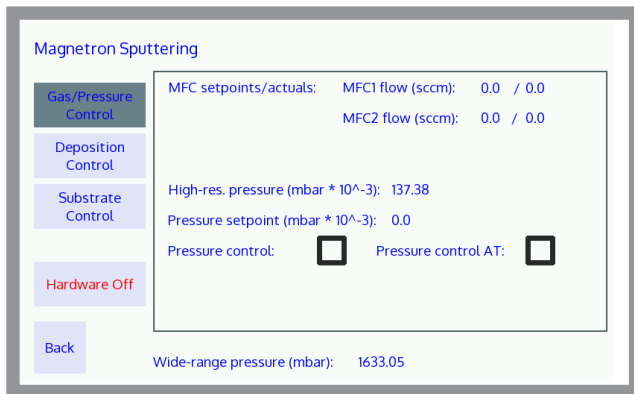 Magnetron Sputtering
Gas/Pressure
Control
Deposition
Control
Substrate
Control
Hardware Off
Back
MFC setpoints/actuals: MFC1 flow (sccm): 0.0 / 0.0
MFC2 flow (sccm): 0.0 / 0.0
High-res. pressure (mbar * 10^-3): 137.38
Pressure setpoint (mbar * 10^-3): 0.0
Pressure control: Pressure control AT:
Wide-range pressure (mbar): 1633.05